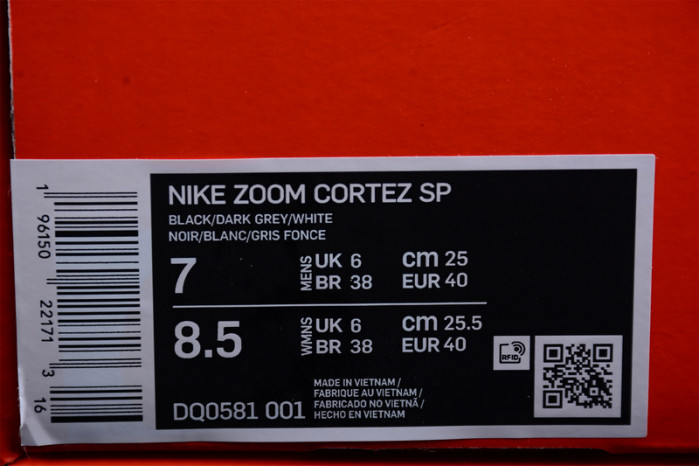 NIKE ZOOM CORTEZ SP
BLACK/DARK GREY/WHITE
NOIR/BLANC/GRIS FONCE
7 MENS UK 6 cm 25
BR 38 EUR 40
8.5 WMNS UK 6 cm 25.5
BR 38 EUR 40
RFID
DQ0581 001
MADE IN VIETNAM /
FABRIQUE AU VIETNAM /
FABRICADO NO VIETNÃ /
HECHO EN VIETNAM
1 96150 22171 3 16